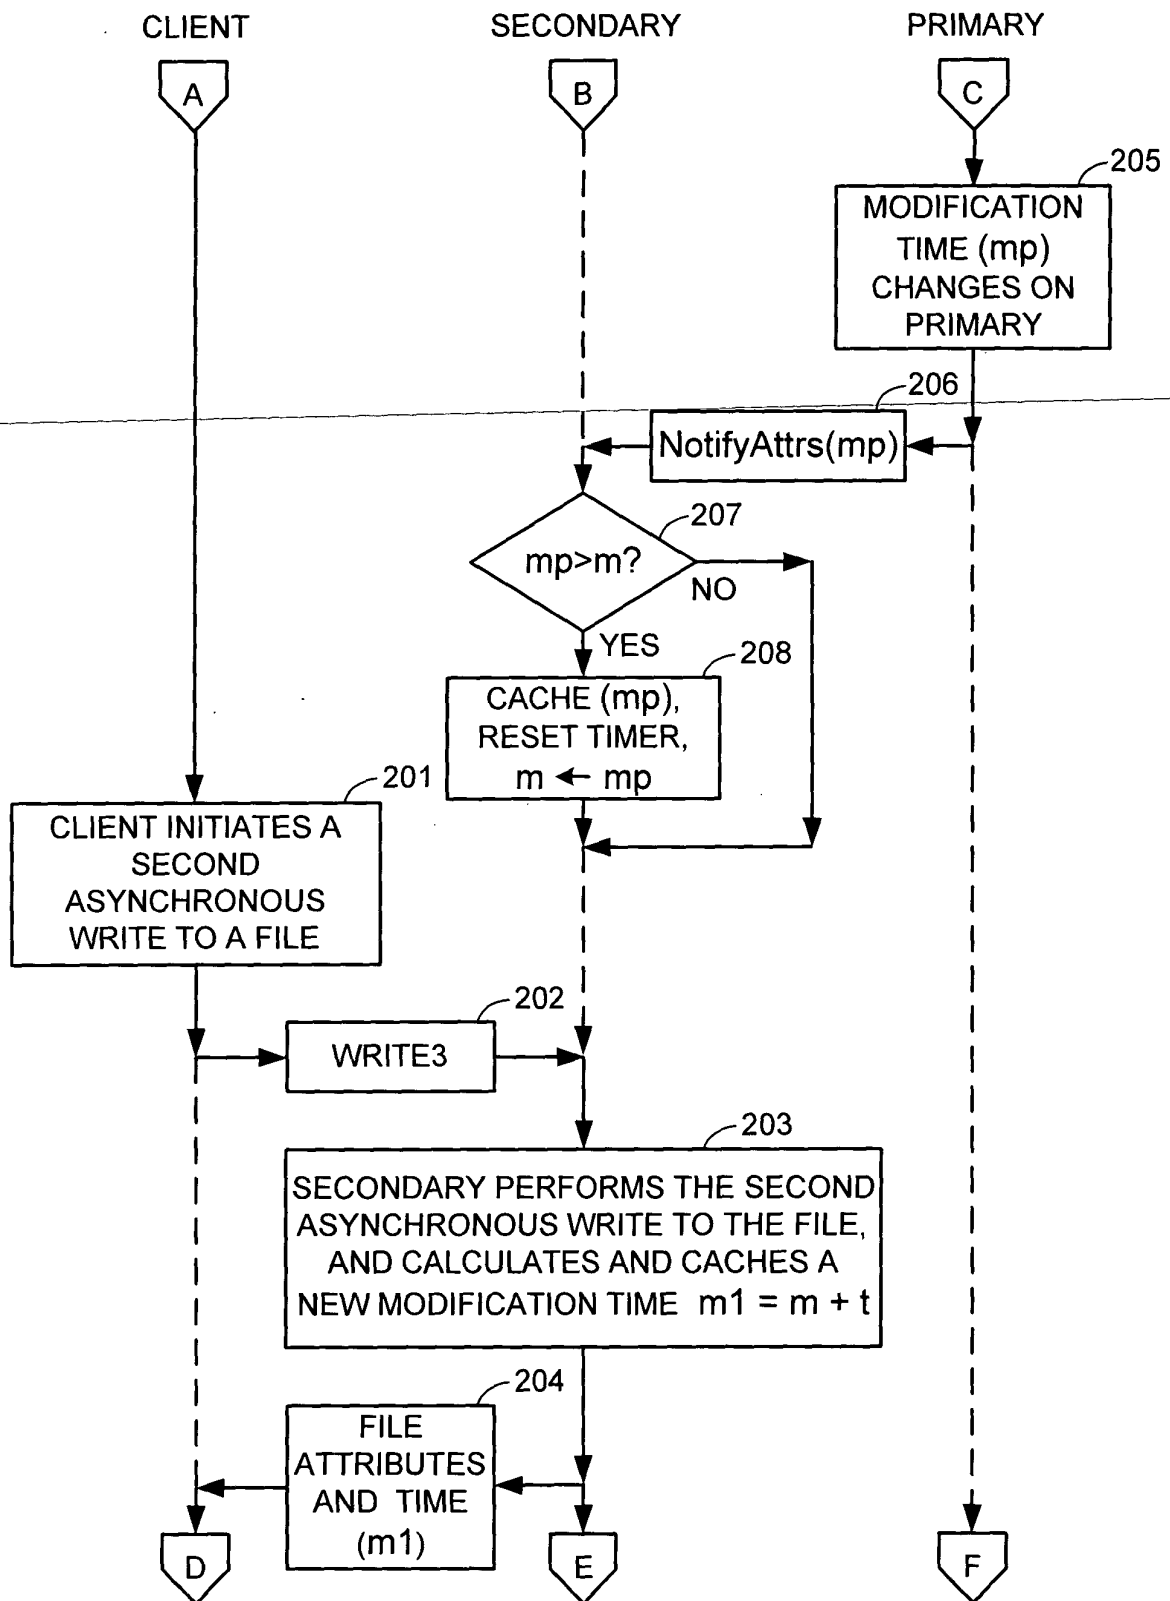 CLIENT
SECONDARY
PRIMARY
A
B
C
205
MODIFICATION
TIME (mp)
CHANGES ON
PRIMARY
206
NotifyAttrs(mp)
207
mp>m?
NO
YES
208
CACHE (mp),
RESET TIMER,
m ← mp
201
CLIENT INITIATES A
SECOND
ASYNCHRONOUS
WRITE TO A FILE
202
WRITE3
203
SECONDARY PERFORMS THE SECOND
ASYNCHRONOUS WRITE TO THE FILE,
AND CALCULATES AND CACHES A
NEW MODIFICATION TIME m1 = m + t
204
FILE
ATTRIBUTES
AND TIME
(m1)
D
E
F